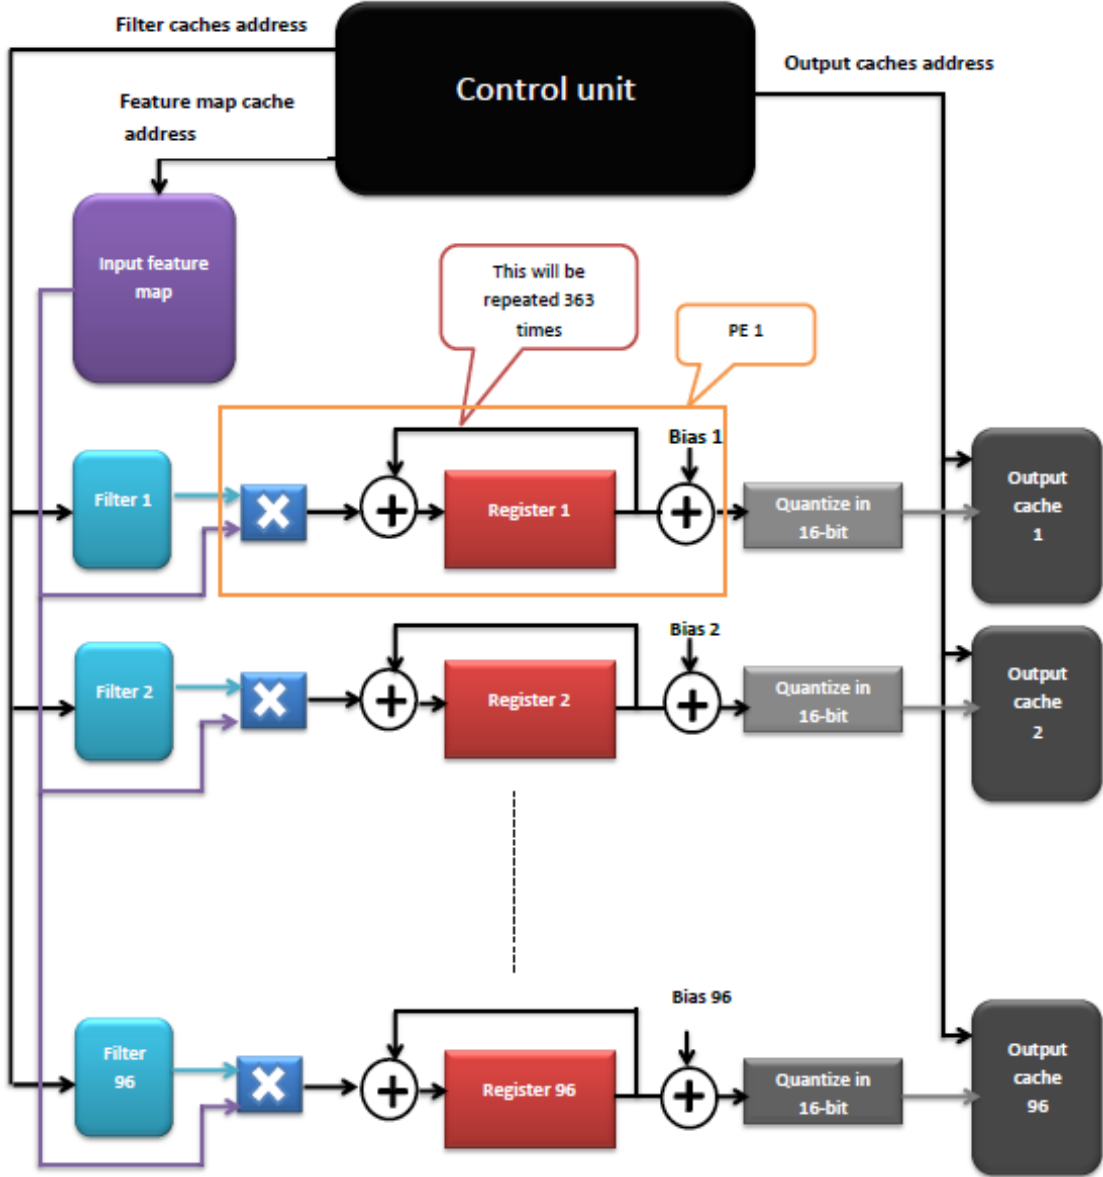 Filter caches address
Control unit
Output caches address
Feature map cache
address
Input feature
map
This will be
repeated 363
times
PE 1
Bias 1
Filter 1
Register 1
Quantize in
16-bit
Output
cache
1
Bias 2
Filter 2
Register 2
Quantize in
16-bit
Output
cache
2
Bias 96
Filter
96
Register 96
Quantize in
16-bit
Output
cache
96